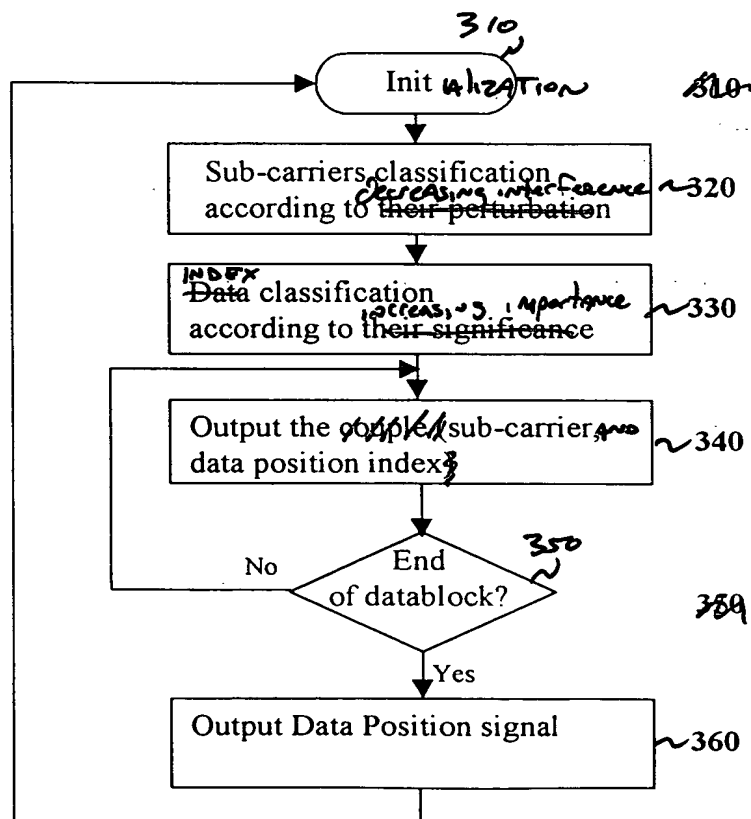 310
Init IALIZATION 310
Sub-carriers classification
decreasing interference
according to their perturbation 320
INDEX
Data classification
increasing importance
according to their significance 330
Output the couple (sub-carrier, AND
data position index) 340
350
End
No
of datablock? 350
Yes
Output Data Position signal
360